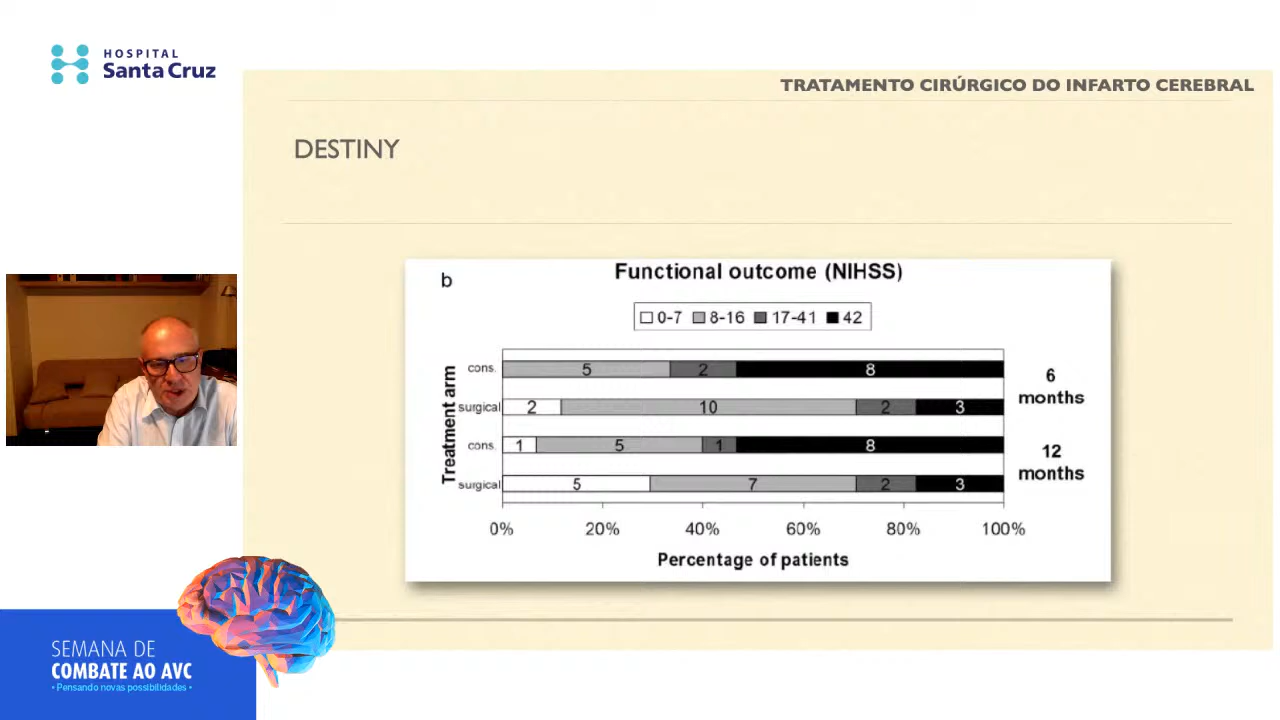 HOSPITAL
Santa Cruz
TRATAMENTO CIRÚRGICO DO INFARTO CEREBRAL
DESTINY
b
Functional outcome (NIHSS)
0-7 8-16 17-41 42
Treatment arm
cons. 5 2 8
surgical 2 10 2 3
6 months
cons. 1 5 1 8
surgical 5 7 2 3
12 months
0% 20% 40% 60% 80% 100%
Percentage of patients
SEMANA DE
COMBATE AO AVC
• Pensando novas possibilidades •